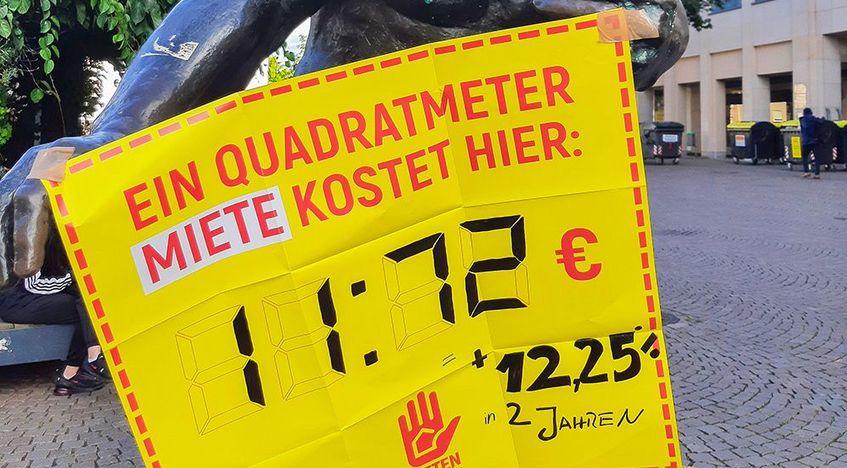 EIN QUADRATMETER
MIETE KOSTET HIER:
11:72 €
= + 12,25%
in 2 JAHREN